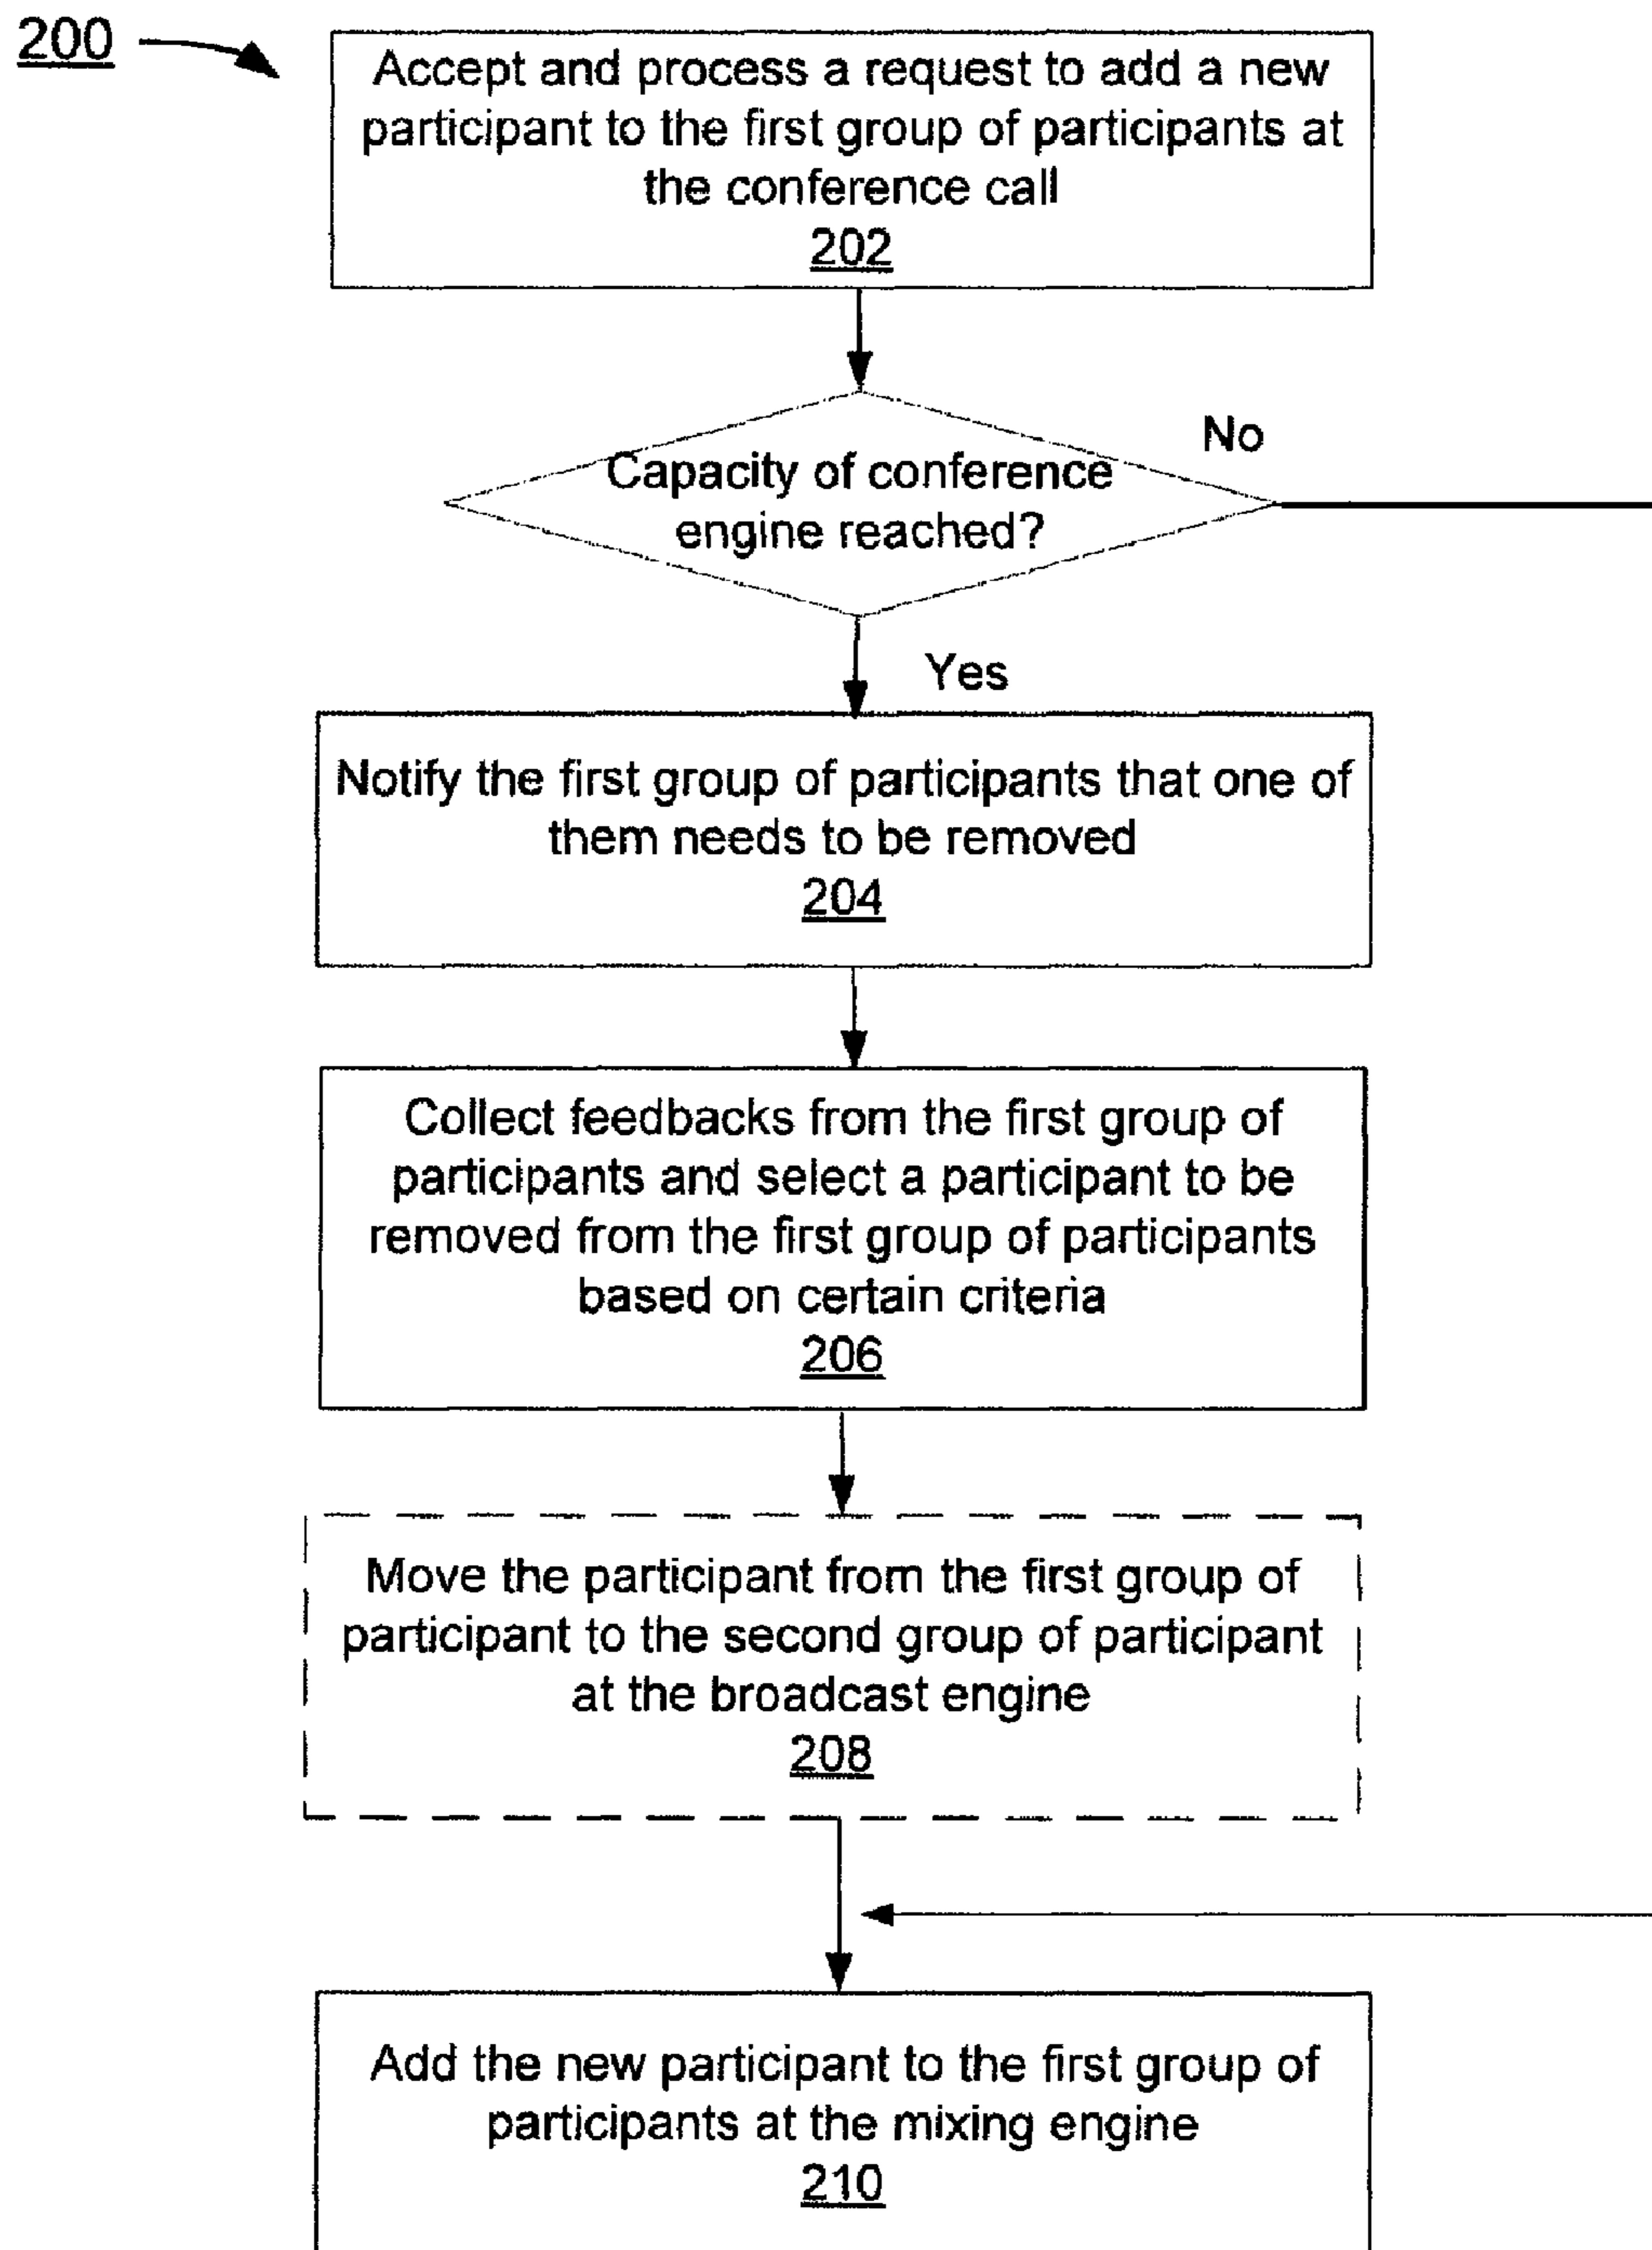 200
Accept and process a request to add a new
participant to the first group of participants at
the conference call
202
Capacity of conference
engine reached?
No
Yes
Notify the first group of participants that one of
them needs to be removed
204
Collect feedbacks from the first group of
participants and select a participant to be
removed from the first group of participants
based on certain criteria
206
Move the participant from the first group of
participant to the second group of participant
at the broadcast engine
208
Add the new participant to the first group of
participants at the mixing engine
210